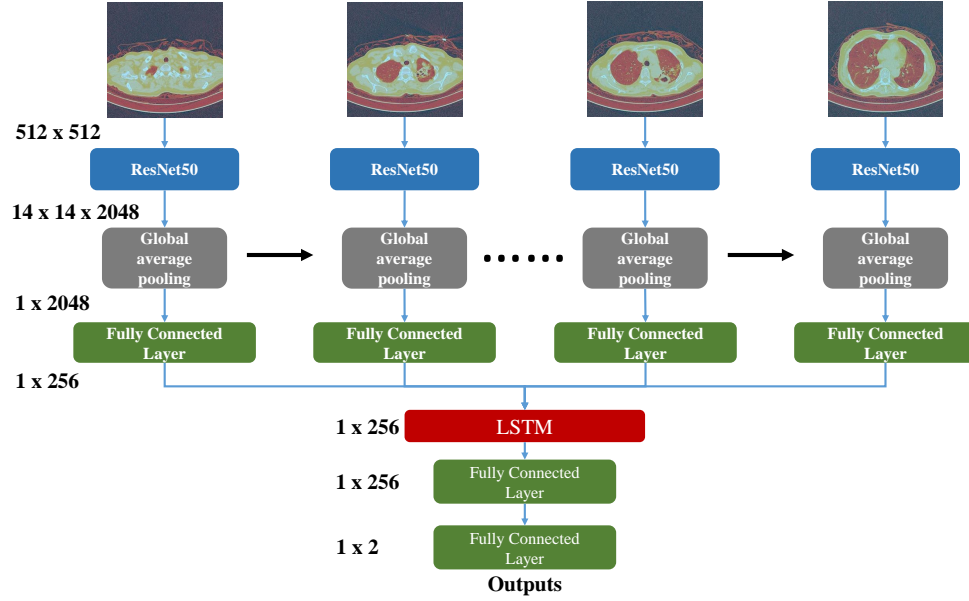 512 x 512
ResNet50
ResNet50
ResNet50
ResNet50
14 x 14 x 2048
Global
average
pooling
Global
average
pooling
......
Global
average
pooling
Global
average
pooling
1 x 2048
Fully Connected
Layer
Fully Connected
Layer
Fully Connected
Layer
Fully Connected
Layer
1 x 256
1 x 256
LSTM
1 x 256
Fully Connected
Layer
1 x 2
Fully Connected
Layer
Outputs